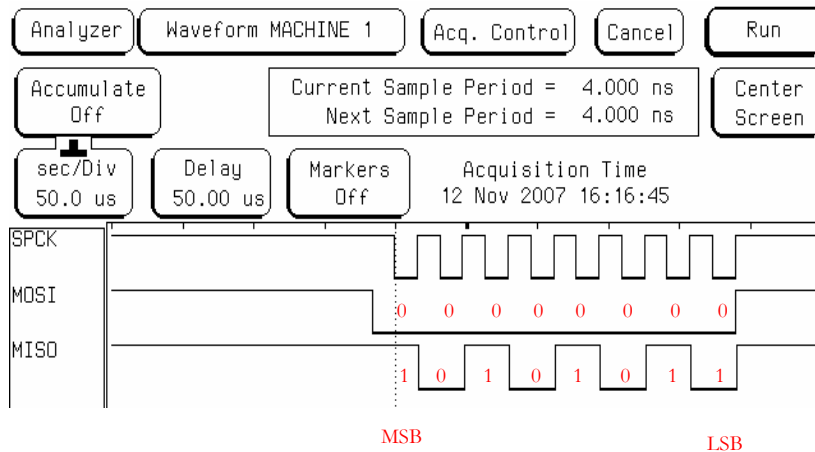 Analyzer Waveform MACHINE 1 Acq. Control Cancel Run
Accumulate Off
Current Sample Period = 4.000 ns
Next Sample Period = 4.000 ns
Center Screen
sec/Div 50.0 us
Delay 50.00 us
Markers Off
Acquisition Time
12 Nov 2007 16:16:45
SPCK
MOSI
0 0 0 0 0 0 0 0
MISO
1 0 1 0 1 0 1 1
MSB LSB